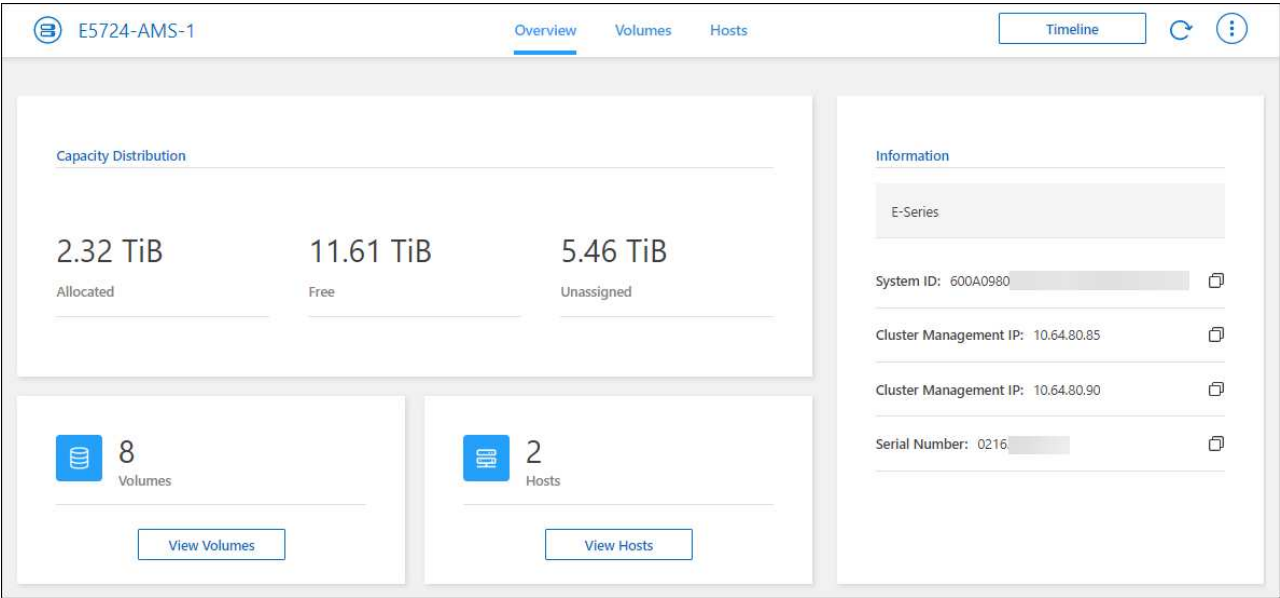 E5724-AMS-1
Overview
Volumes
Hosts
Timeline
Capacity Distribution
2.32 TiB
11.61 TiB
5.46 TiB
Allocated
Free
Unassigned
8
Volumes
View Volumes
2
Hosts
View Hosts
Information
E-Series
System ID: 600A0980
Cluster Management IP: 10.64.80.85
Cluster Management IP: 10.64.80.90
Serial Number: 0216